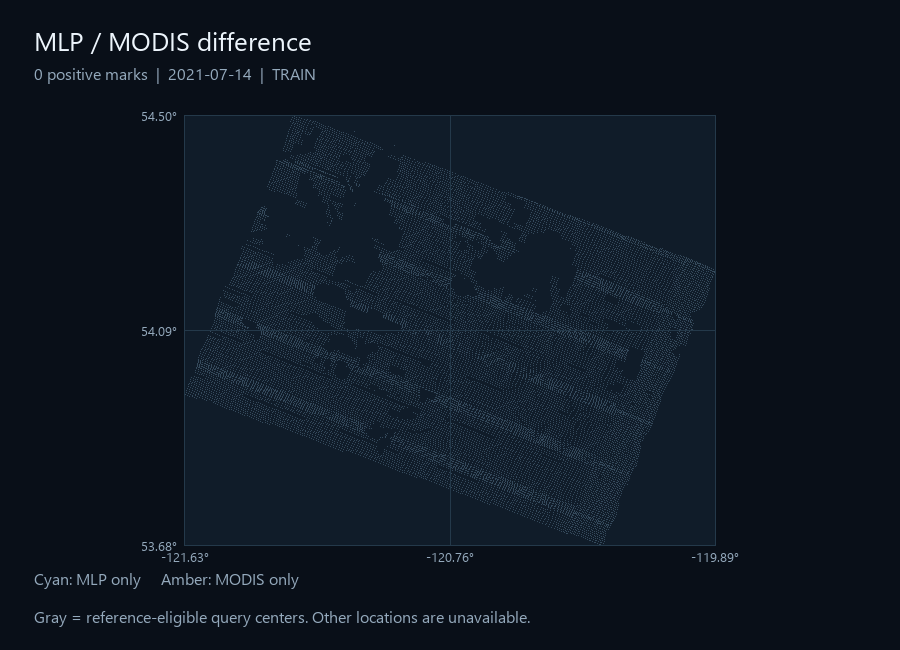 MLP / MODIS difference
0 positive marks | 2021-07-14 | TRAIN
54.50°
54.09°
53.68°
-121.63° -120.76° -119.89°
Cyan: MLP only Amber: MODIS only
Gray = reference-eligible query centers. Other locations are unavailable.